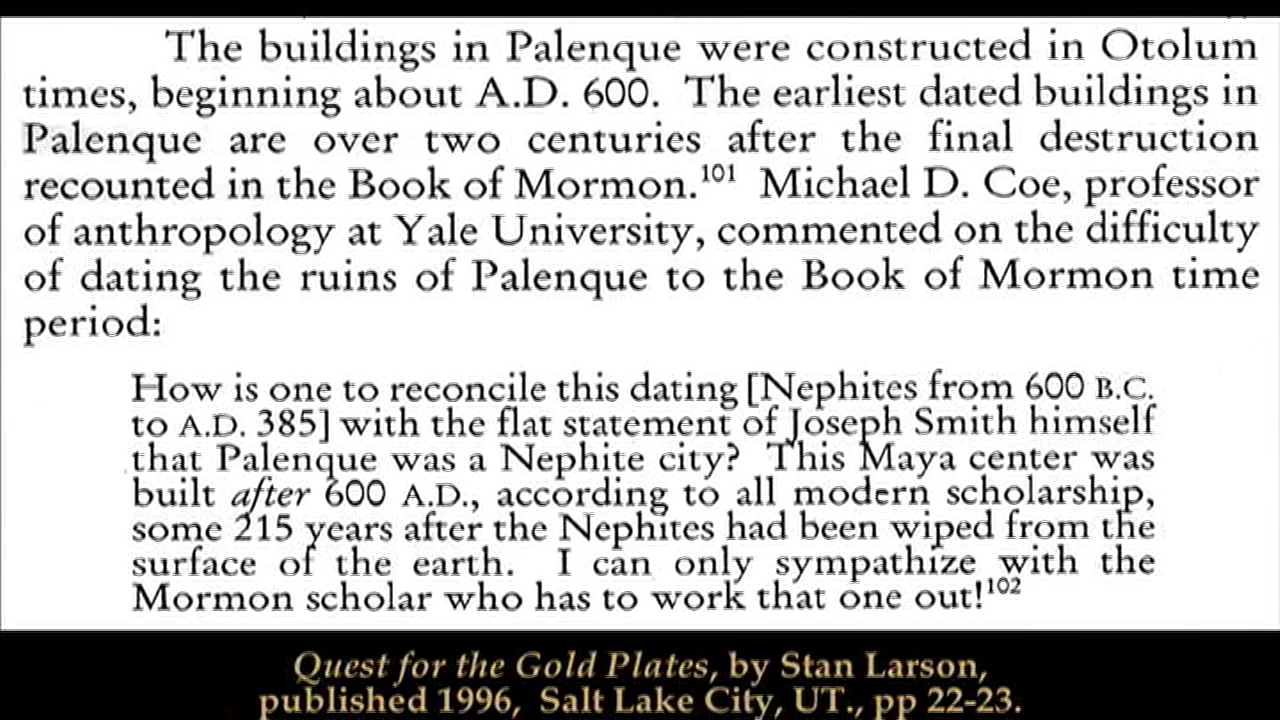 The buildings in Palenque were constructed in Otolum
times, beginning about A.D. 600. The earliest dated buildings in
Palenque are over two centuries after the final destruction
recounted in the Book of Mormon.101 Michael D. Coe, professor
of anthropology at Yale University, commented on the difficulty
of dating the ruins of Palenque to the Book of Mormon time
period:
How is one to reconcile this dating [Nephites from 600 B.C.
to A.D. 385] with the flat statement of Joseph Smith himself
that Palenque was a Nephite city? This Maya center was
built after 600 A.D., according to all modern scholarship,
some 215 years after the Nephites had been wiped from the
surface of the earth. I can only sympathize with the
Mormon scholar who has to work that one out!102
Quest for the Gold Plates, by Stan Larson,
published 1996, Salt Lake City, UT., pp 22-23.